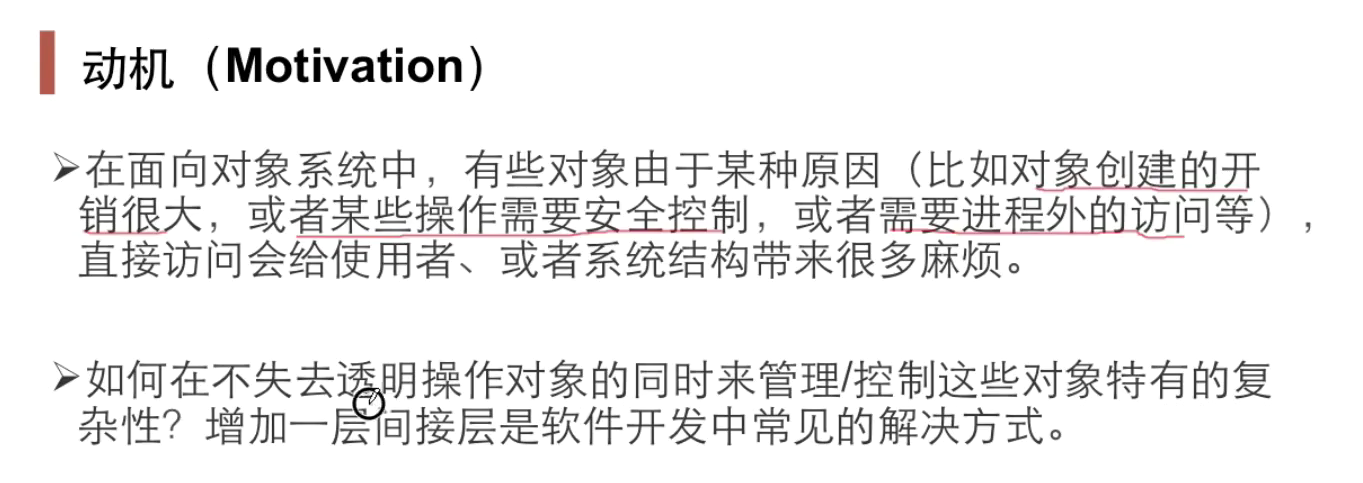 动机（Motivation）
➢在面向对象系统中，有些对象由于某种原因（比如对象创建的开
销很大，或者某些操作需要安全控制，或者需要进程外的访问等），
直接访问会给使用者、或者系统结构带来很多麻烦。
➢如何在不失去透明操作对象的同时来管理/控制这些对象特有的复
杂性？增加一层间接层是软件开发中常见的解决方式。